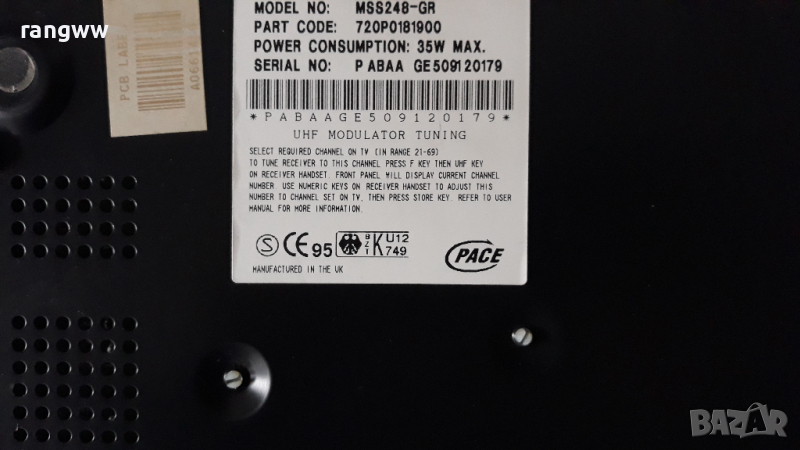 rangww
MODEL NO: MSS248-GR
PART CODE: 720P0181900
POWER CONSUMPTION: 35W MAX.
SERIAL NO: P ABAA GE509120179
*PABAAGE509120179*
UHF MODULATOR TUNING
SELECT REQUIRED CHANNEL ON TV (IN RANGE 21-69)
TO TUNE RECEIVER TO THIS CHANNEL PRESS F KEY THEN UHF KEY
ON RECEIVER HANDSET. FRONT PANEL WILL DISPLAY CURRENT CHANNEL
NUMBER. USE NUMERIC KEYS ON RECEIVER HANDSET TO ADJUST THIS
NUMBER TO CHANNEL SET ON TV, THEN PRESS STORE KEY. REFER TO USER
MANUAL FOR MORE INFORMATION.
S CE 95 BZT K U12 749
PACE
MANUFACTURED IN THE UK
PCB LABEL
BAZAR